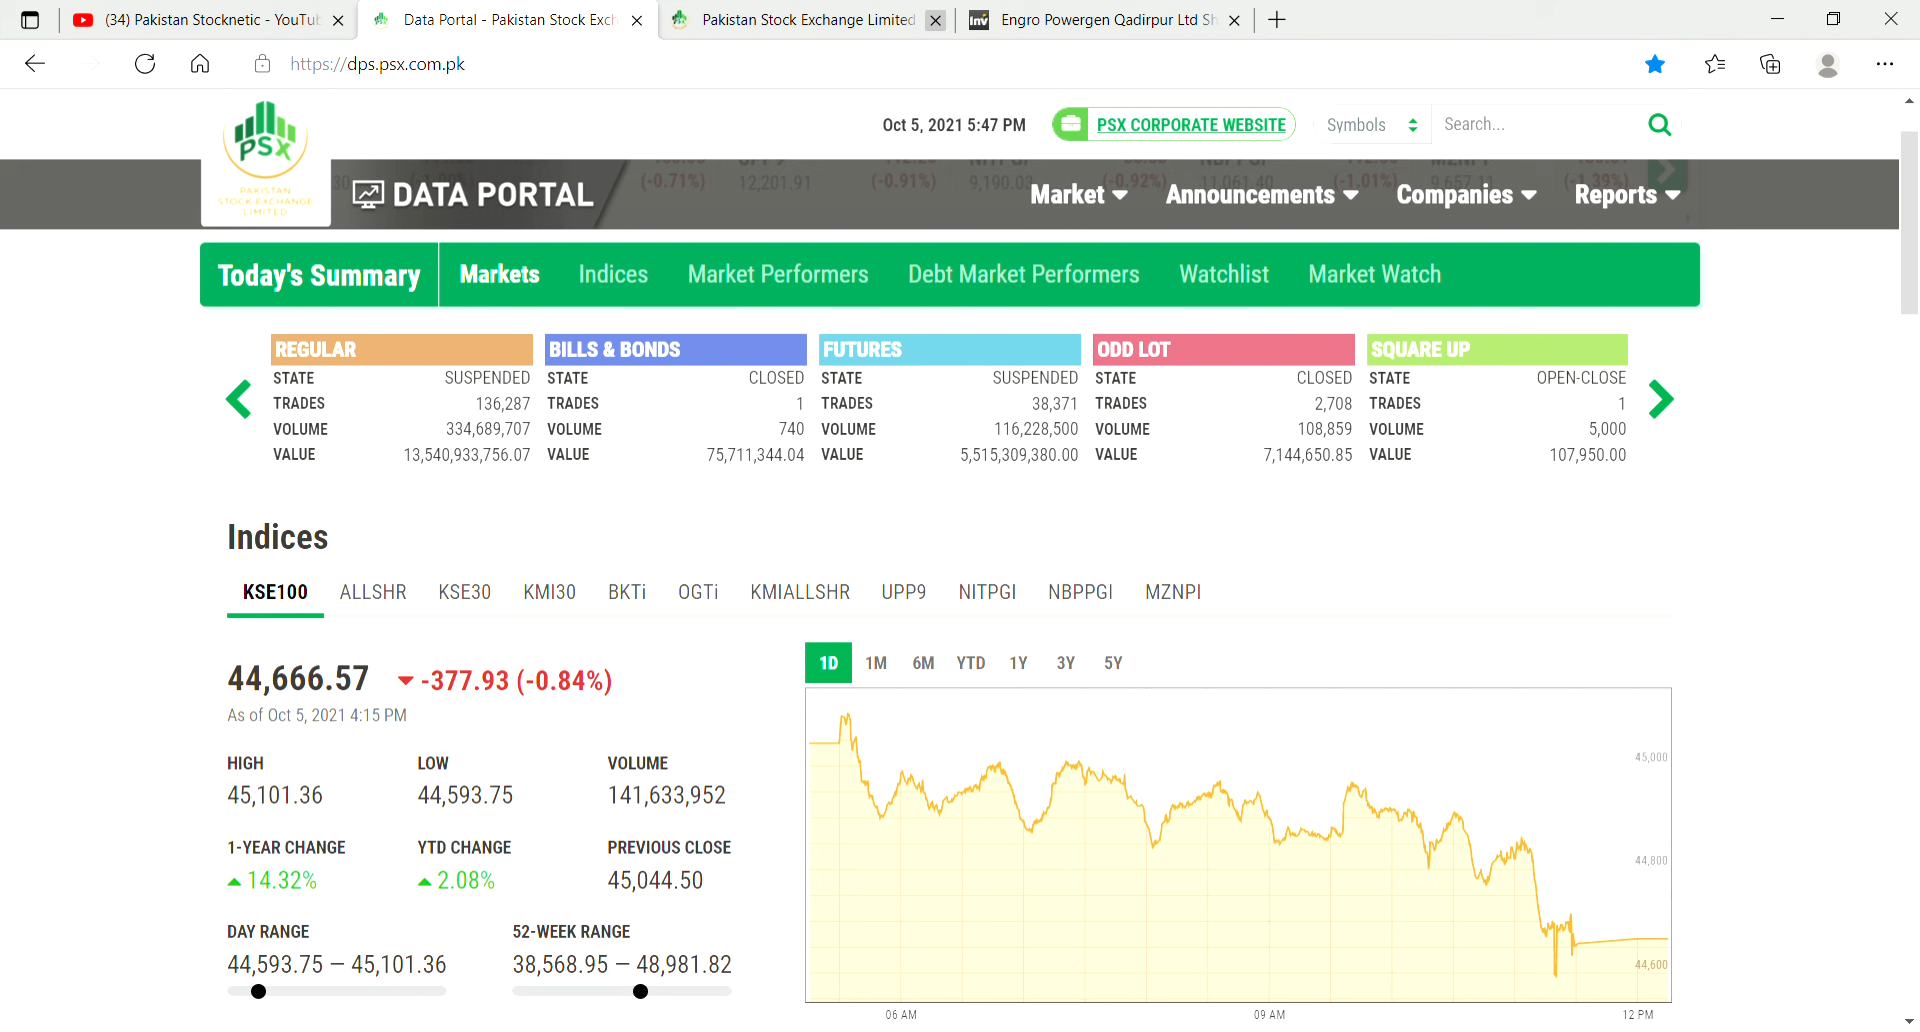 (34) Pakistan Stocknetic - YouTub
Data Portal - Pakistan Stock Exch
Pakistan Stock Exchange Limited
Inv
Engro Powergen Qadirpur Ltd Sh
https://dps.psx.com.pk
PSX
PAKISTAN
STOCK EXCHANGE
LIMITED
Oct 5, 2021 5:47 PM
PSX CORPORATE WEBSITE
Symbols
Search...
(-0.71%) 12,201.91 (-0.91%) 9,190.03 (-0.92%) 11,061.40 (-1.01%) 9,657.11 (-1.39%)
DATA PORTAL
Market Announcements Companies Reports
Today's Summary Markets Indices Market Performers Debt Market Performers Watchlist Market Watch
REGULAR BILLS & BONDS FUTURES ODD LOT SQUARE UP
STATE SUSPENDED STATE CLOSED STATE SUSPENDED STATE CLOSED STATE OPEN-CLOSE
TRADES 136,287 TRADES 1 TRADES 38,371 TRADES 2,708 TRADES 1
VOLUME 334,689,707 VOLUME 740 VOLUME 116,228,500 VOLUME 108,859 VOLUME 5,000
VALUE 13,540,933,756.07 VALUE 75,711,344.04 VALUE 5,515,309,380.00 VALUE 7,144,650.85 VALUE 107,950.00
Indices
KSE100 ALLSHR KSE30 KMI30 BKTi OGTi KMIALLSHR UPP9 NITPGI NBPPGI MZNPI
44,666.57 -377.93 (-0.84%)
As of Oct 5, 2021 4:15 PM
HIGH LOW VOLUME
45,101.36 44,593.75 141,633,952
1-YEAR CHANGE YTD CHANGE PREVIOUS CLOSE
14.32% 2.08% 45,044.50
DAY RANGE 52-WEEK RANGE
44,593.75 — 45,101.36 38,568.95 — 48,981.82
1D 1M 6M YTD 1Y 3Y 5Y
45,000
44,800
44,600
06 AM 09 AM 12 PM